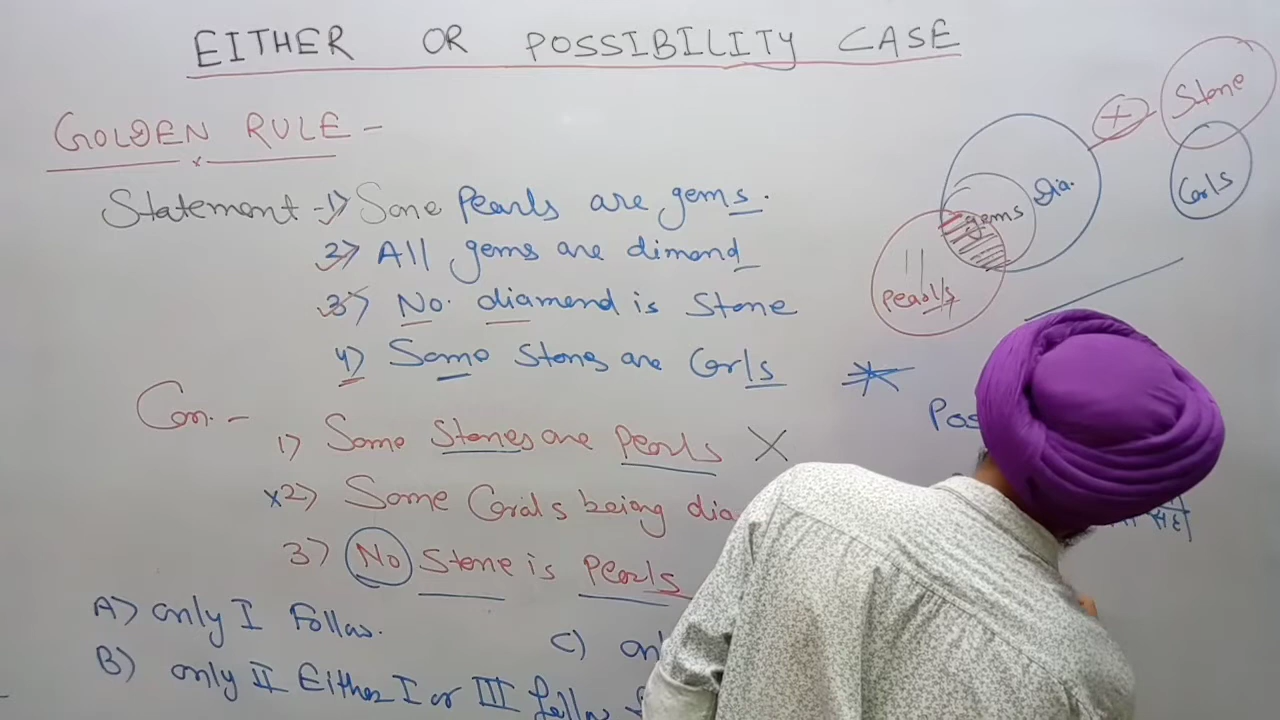 EITHER OR POSSIBILITY CASE
GOLDEN RULE -
Statement - 1) Some Pearls are gems.
2) All gems are dimond
3) No. diamend is Stone
4) Some Stones are Corls
Con. -
1) Some Stones are Pearls X
x2) Some Corals being dia
3) No Stone is Pearls
A) only I Follow.
B) only II Either I or III follow
C) on
Stone
+
Corls
Dia.
gems
Pearls
Pos